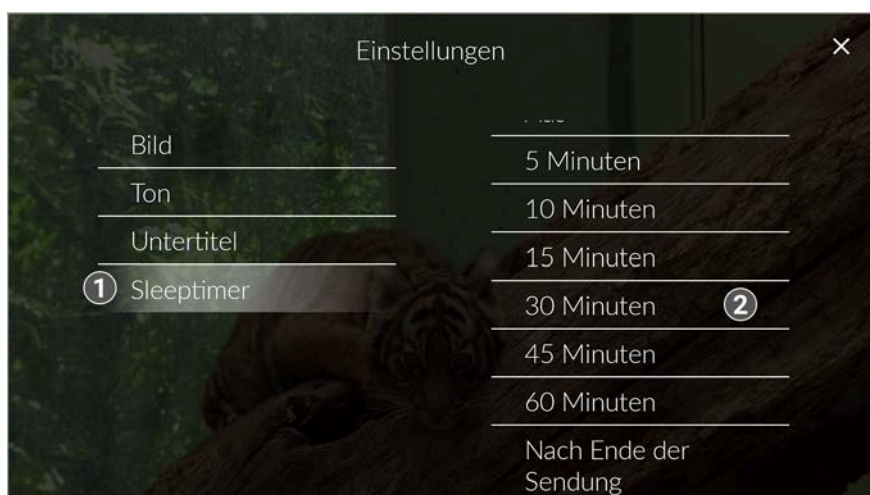 Einstellungen
×
Bild
Ton
Untertitel
1 Sleeptimer
5 Minuten
10 Minuten
15 Minuten
30 Minuten 2
45 Minuten
60 Minuten
Nach Ende der
Sendung